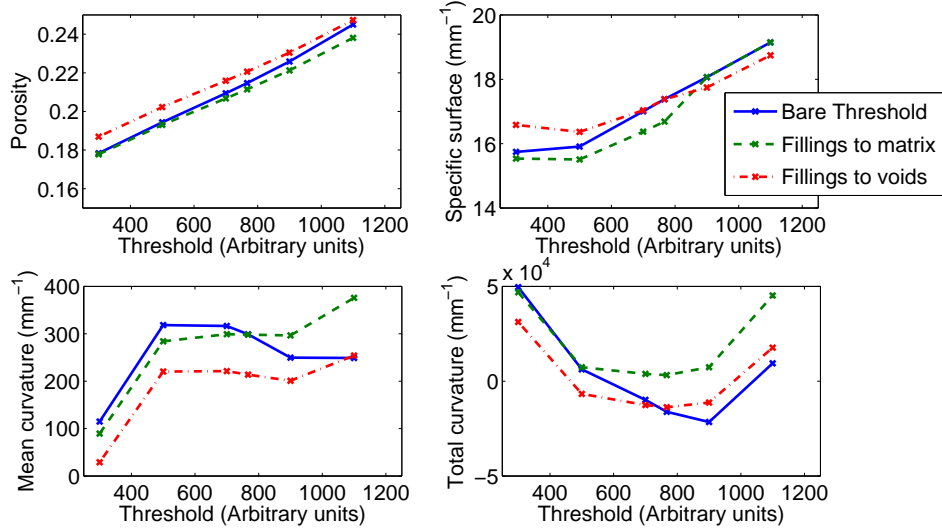 0.24
0.22
0.2
0.18
0.16
Porosity
400 600 800 1000 1200
Threshold (Arbitrary units)
20
18
16
14
Specific surface (mm⁻¹)
400 600 800 1000 1200
Threshold (Arbitrary units)
Bare Threshold
Fillings to matrix
Fillings to voids
400
300
200
100
0
Mean curvature (mm⁻¹)
400 600 800 1000 1200
Threshold (Arbitrary units)
x 10⁴
5
0
−5
Total curvature (mm⁻¹)
400 600 800 1000 1200
Threshold (Arbitrary units)